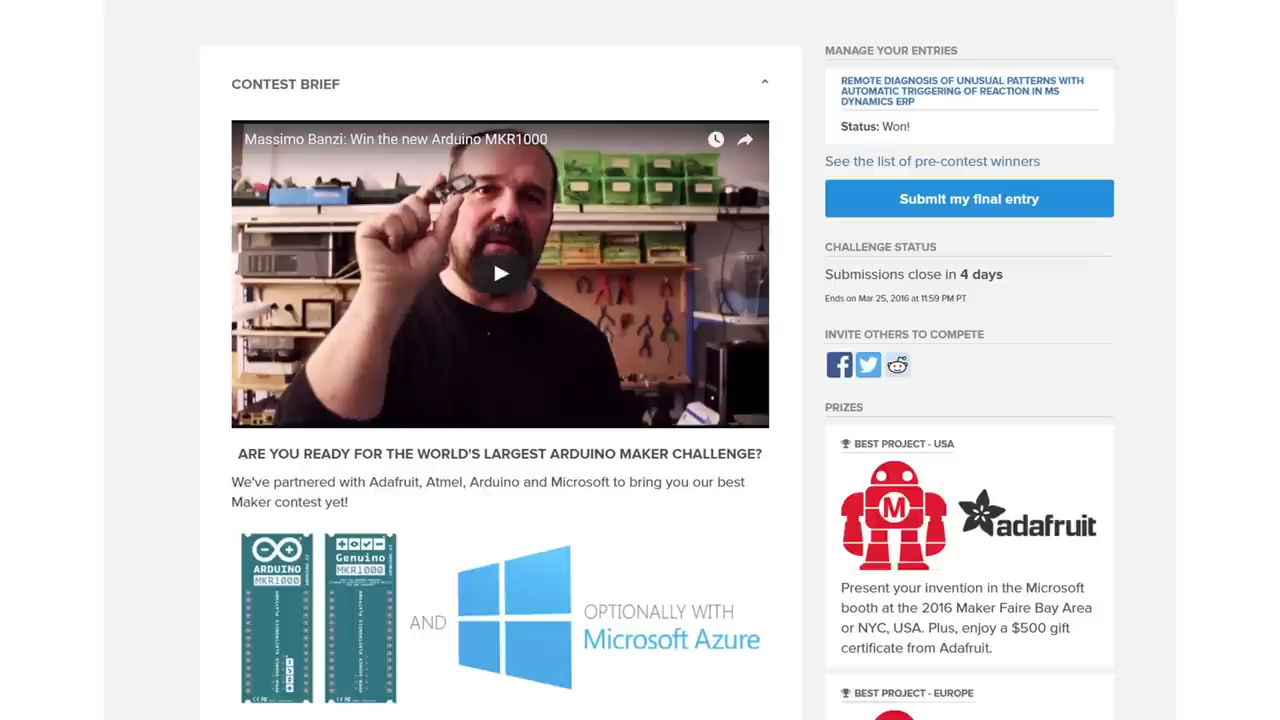 CONTEST BRIEF
Massimo Banzi: Win the new Arduino MKR1000
ARE YOU READY FOR THE WORLD'S LARGEST ARDUINO MAKER CHALLENGE?
We've partnered with Adafruit, Atmel, Arduino and Microsoft to bring you our best
Maker contest yet!
ARDUINO
MKR1000
Genuino
MKR1000
AND
OPTIONALLY WITH
Microsoft Azure
MANAGE YOUR ENTRIES
REMOTE DIAGNOSIS OF UNUSUAL PATTERNS WITH
AUTOMATIC TRIGGERING OF REACTION IN MS
DYNAMICS ERP
Status: Won!
See the list of pre-contest winners
Submit my final entry
CHALLENGE STATUS
Submissions close in 4 days
Ends on Mar 25, 2016 at 11:59 PM PT
INVITE OTHERS TO COMPETE
PRIZES
BEST PROJECT - USA
M
adafruit
Present your invention in the Microsoft
booth at the 2016 Maker Faire Bay Area
or NYC, USA. Plus, enjoy a $500 gift
certificate from Adafruit.
BEST PROJECT - EUROPE